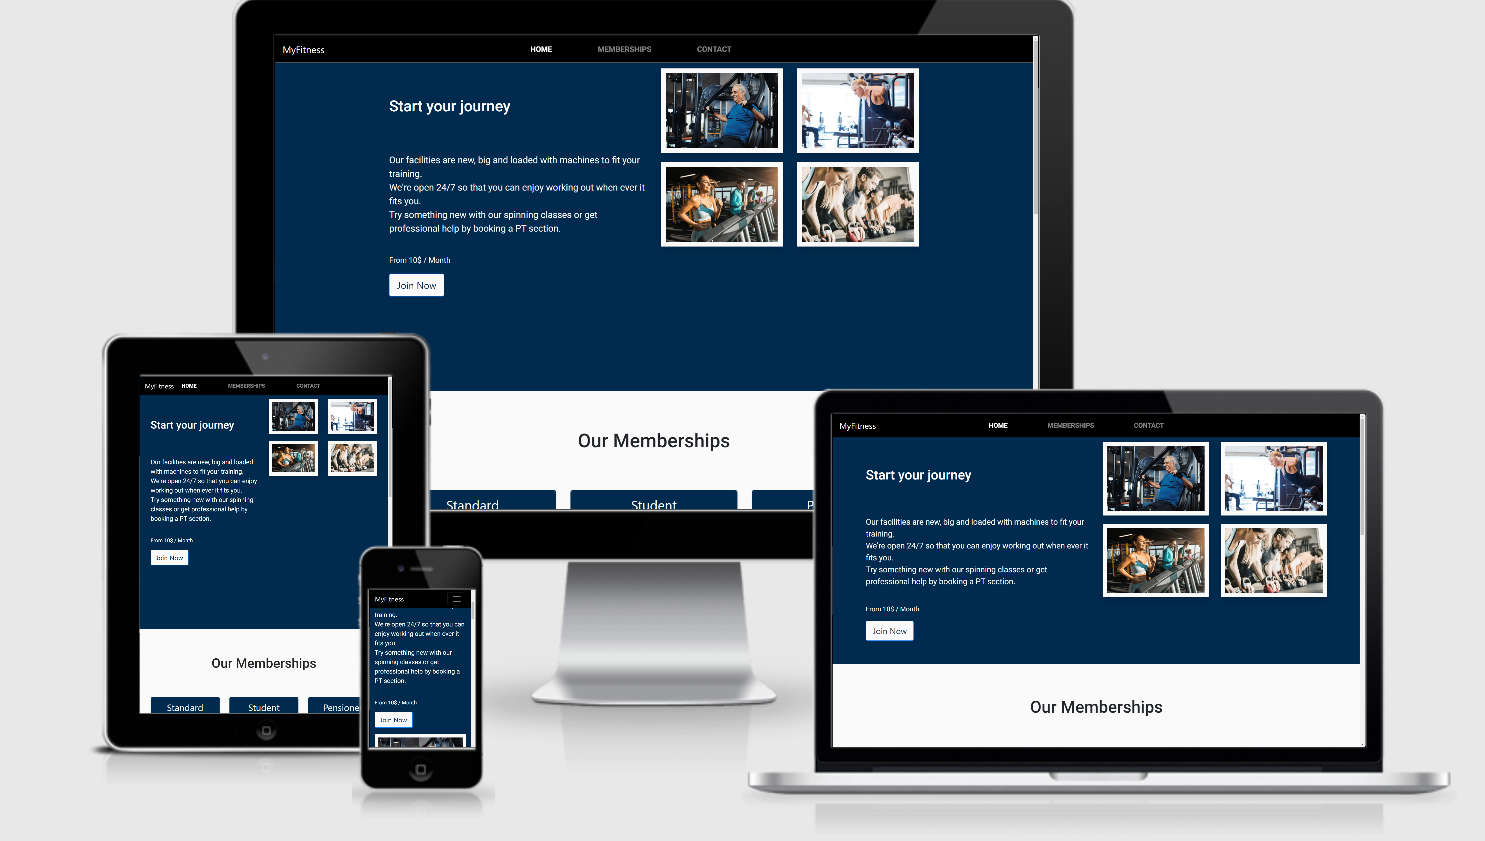 MyFitness
HOME
MEMBERSHIPS
CONTACT
Start your journey
Our facilities are new, big and loaded with machines to fit your
training.
We're open 24/7 so that you can enjoy working out when ever it
fits you.
Try something new with our spinning classes or get
professional help by booking a PT section.
From 10$ / Month
Join Now
Our Memberships
Standard
Student
P
MyFitness
HOME
MEMBERSHIPS
CONTACT
Start your journey
Our facilities are new, big and loaded
with machines to fit your training.
We're open 24/7 so that you can enjoy
working out when ever it fits you.
Try something new with our spinning
classes or get professional help by
booking a PT section.
From 10$ / Month
Join Now
Our Memberships
Standard
Student
Pensione
MyFitness
training.
We're open 24/7 so that you can
enjoy working out when ever it
fits you.
Try something new with our
spinning classes or get
professional help by booking a
PT section.
From 10$ / Month
Join Now
MyFitness
HOME
MEMBERSHIPS
CONTACT
Start your journey
Our facilities are new, big and loaded with machines to fit your
training.
We're open 24/7 so that you can enjoy working out when ever it
fits you.
Try something new with our spinning classes or get
professional help by booking a PT section.
From 10$ / Month
Join Now
Our Memberships